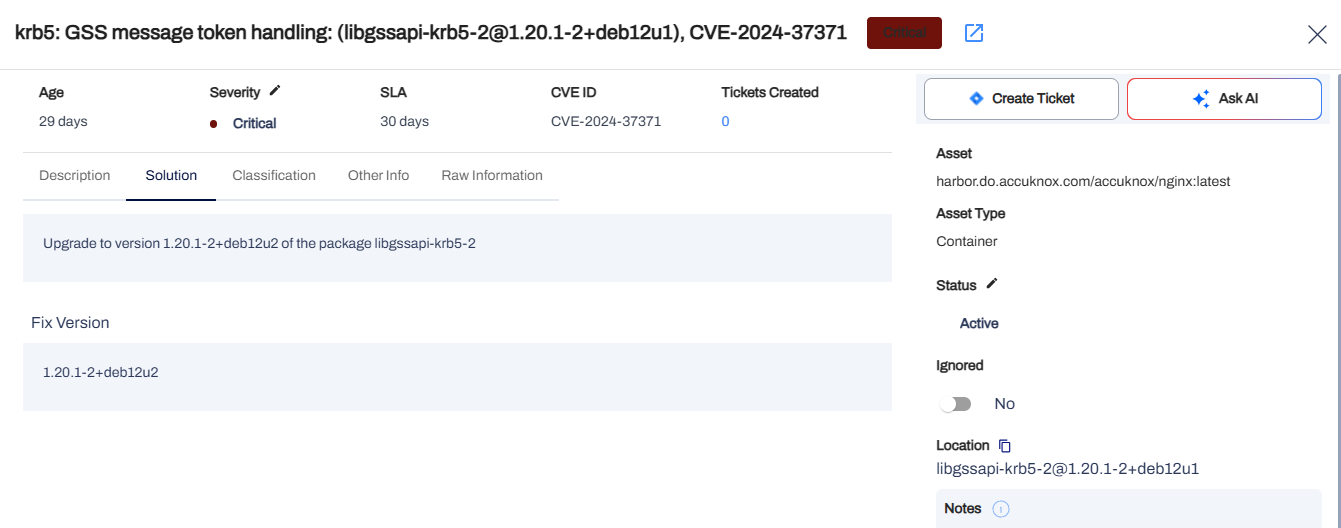 krb5: GSS message token handling: (libgssapi-krb5-2@1.20.1-2+deb12u1), CVE-2024-37371 Critical
Age Severity SLA CVE ID Tickets Created
29 days Critical 30 days CVE-2024-37371 0
Create Ticket Ask AI
Description Solution Classification Other Info Raw Information
Upgrade to version 1.20.1-2+deb12u2 of the package libgssapi-krb5-2
Fix Version
1.20.1-2+deb12u2
Asset
harbor.do.accuknox.com/accuknox/nginx:latest
Asset Type
Container
Status
Active
Ignored
No
Location
libgssapi-krb5-2@1.20.1-2+deb12u1
Notes